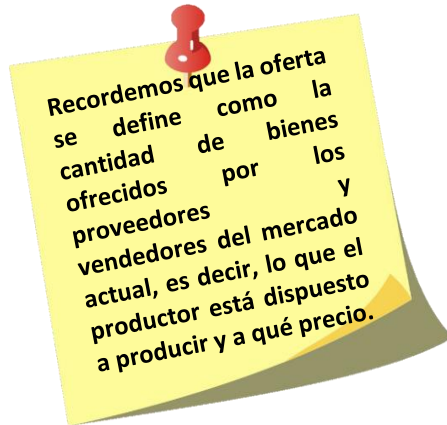 Recordemos que la oferta
se define como la
cantidad de bienes
ofrecidos por los
proveedores y
vendedores del mercado
actual, es decir, lo que el
productor está dispuesto
a producir y a qué precio.